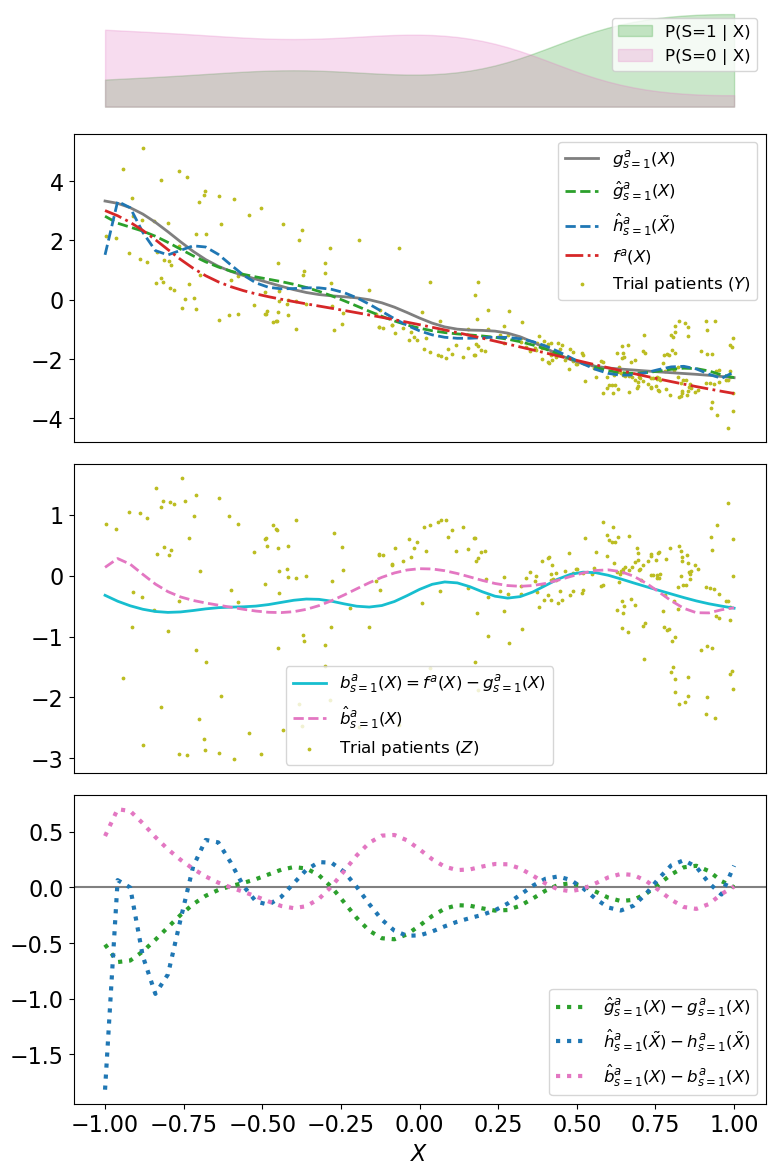 P(S=1 | X)
P(S=0 | X)
4
2
0
−2
−4
g^a_{s=1}(X)
ĝ^a_{s=1}(X)
ĥ^a_{s=1}(X̃)
f^a(X)
Trial patients (Y)
1
0
−1
−2
−3
b^a_{s=1}(X) = f^a(X) − g^a_{s=1}(X)
b̂^a_{s=1}(X)
Trial patients (Z)
0.5
0.0
−0.5
−1.0
−1.5
ĝ^a_{s=1}(X) − g^a_{s=1}(X)
ĥ^a_{s=1}(X̃) − h^a_{s=1}(X̃)
b̂^a_{s=1}(X) − b^a_{s=1}(X)
−1.00 −0.75 −0.50 −0.25 0.00 0.25 0.50 0.75 1.00
X